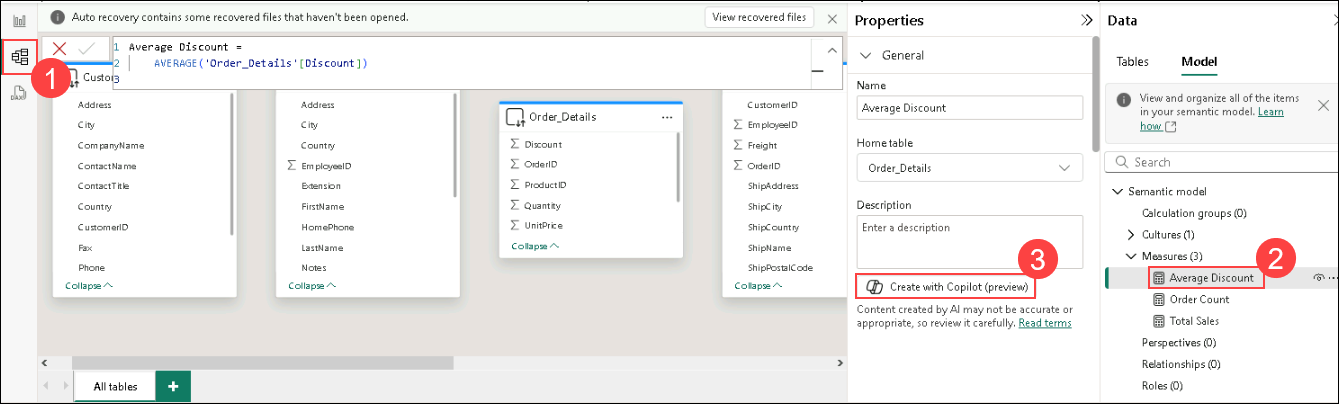 Auto recovery contains some recovered files that haven't been opened.
View recovered files
1 Average Discount =
2 AVERAGE('Order_Details'[Discount])
3
1
Custom
Address
City
CompanyName
ContactName
ContactTitle
Country
CustomerID
Fax
Phone
Collapse
Address
City
Country
EmployeeID
Extension
FirstName
HomePhone
LastName
Notes
Collapse
Order_Details
Discount
OrderID
ProductID
Quantity
UnitPrice
Collapse
CustomerID
EmployeeID
Freight
OrderID
ShipAddress
ShipCity
ShipCountry
ShipName
ShipPostalCode
Collapse
All tables
+
Properties
General
Name
Average Discount
Home table
Order_Details
Description
Enter a description
3
Create with Copilot (preview)
Content created by AI may not be accurate or
appropriate, so review it carefully. Read terms
Data
Tables
Model
View and organize all of the items
in your semantic model. Learn
how
Search
Semantic model
Calculation groups (0)
Cultures (1)
Measures (3)
2
Average Discount
Order Count
Total Sales
Perspectives (0)
Relationships (0)
Roles (0)